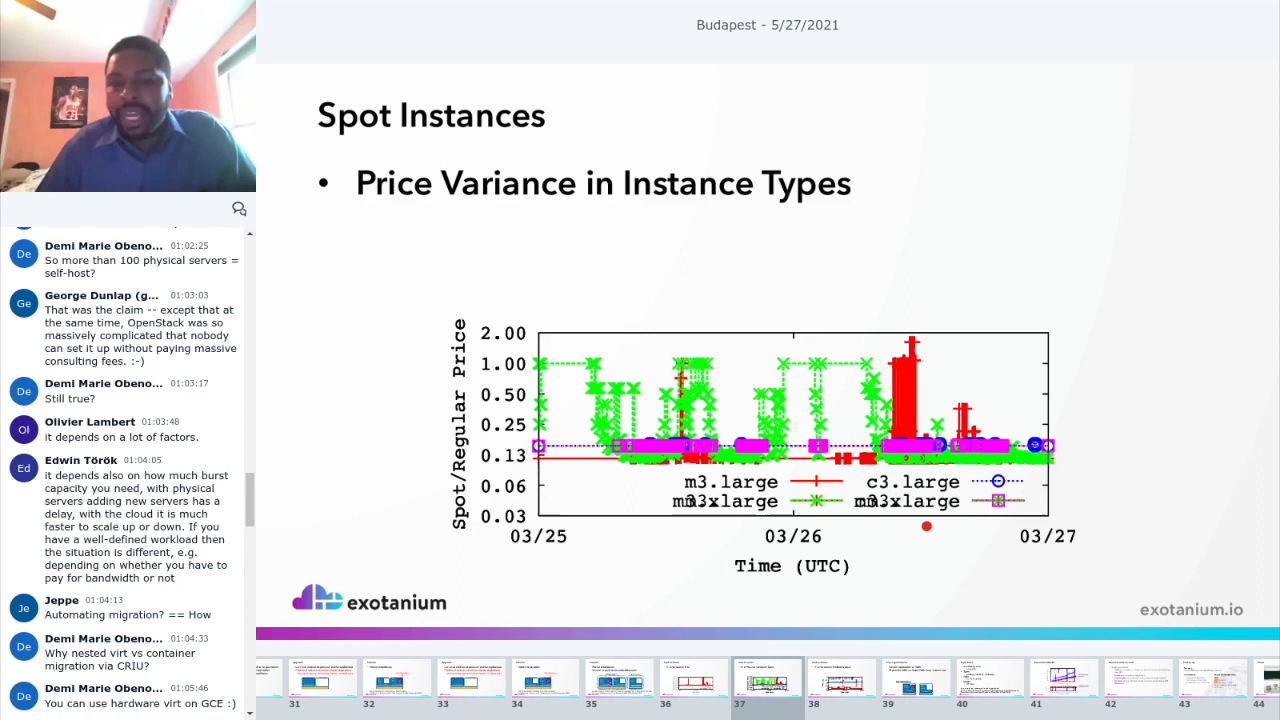 Budapest - 5/27/2021
Spot Instances
• Price Variance in Instance Types
Spot/Regular Price
2.00
1.00
0.50
0.25
0.13
0.06
0.03
m3.large
c3.large
03/25
03/26
03/27
Time (UTC)
exotanium
exotanium.io
De
Demi Marie Obeno... 01:02:25
So more than 100 physical servers =
self-host?
Ge
George Dunlap (g... 01:03:03
That was the claim -- except that at
the same time, OpenStack was so
massively complicated that nobody
can set it up without paying massive
consulting fees. :-)
De
Demi Marie Obeno... 01:03:17
Still true?
Ol
Olivier Lambert 01:03:48
it depends on a lot of factors.
Ed
Edwin Török 01:04:05
it depends also on how much burst
capacity you need, with physical
servers adding new servers has a
delay, with the cloud it is much
faster to scale up or down. If you
have a well-defined workload then
the situation is different, e.g.
depending on whether you have to
pay for bandwidth or not
Je
Jeppe 01:04:13
Automating migration? == How
De
Demi Marie Obeno... 01:04:33
Why nested virt vs container
migration via CRIU?
De
Demi Marie Obeno... 01:05:46
You can use hardware virt on GCE :)
31 32 33 34 35 36 37 38 39 40 41 42 43 44